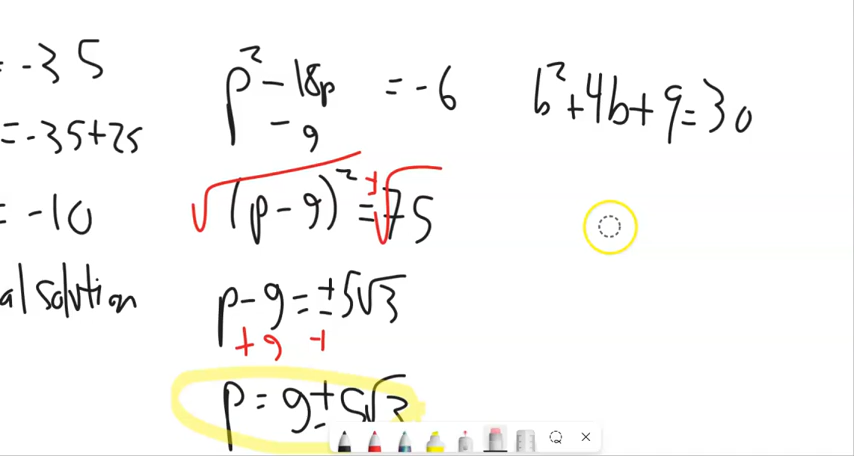 = -35
= -35+25
= -10
al solution
p² - 18p = -6
- 9
√(p - 9)² = ±√75
p - 9 = ±5√3
+ 9 +
p = 9 ± 5√3
b² + 4b + 9 = 30